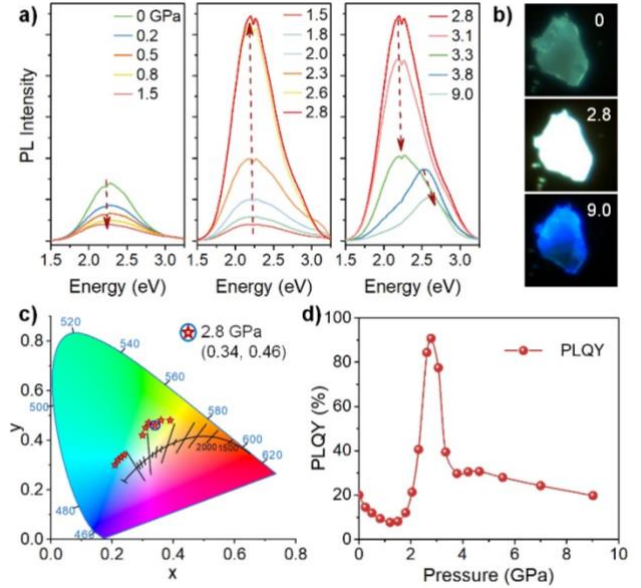 a)
0 GPa
0.2
0.5
0.8
1.5
1.5
1.8
2.0
2.3
2.6
2.8
2.8
3.1
3.3
3.8
9.0
PL Intensity
1.5 2.0 2.5 3.0
1.5 2.0 2.5 3.0
1.5 2.0 2.5 3.0
Energy (eV)
Energy (eV)
Energy (eV)
b)
0
2.8
9.0
c)
2.8 GPa
(0.34, 0.46)
520
540
560
580
600
620
500
480
460
2000
1500
0.8
0.6
0.4
0.2
0.0
y
0.0 0.2 0.4 0.6 0.8
x
d)
PLQY
PLQY (%)
100
80
60
40
20
0
0 2 4 6 8 10
Pressure (GPa)